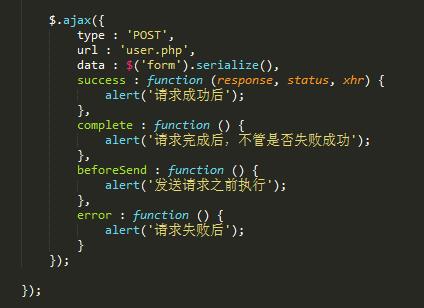 $.ajax({
type : 'POST',
url : 'user.php',
data : $('form').serialize(),
success : function (response, status, xhr) {
alert('请求成功后');
},
complete : function () {
alert('请求完成后，不管是否失败成功');
},
beforeSend : function () {
alert('发送请求之前执行');
},
error : function () {
alert('请求失败后');
}
});
});